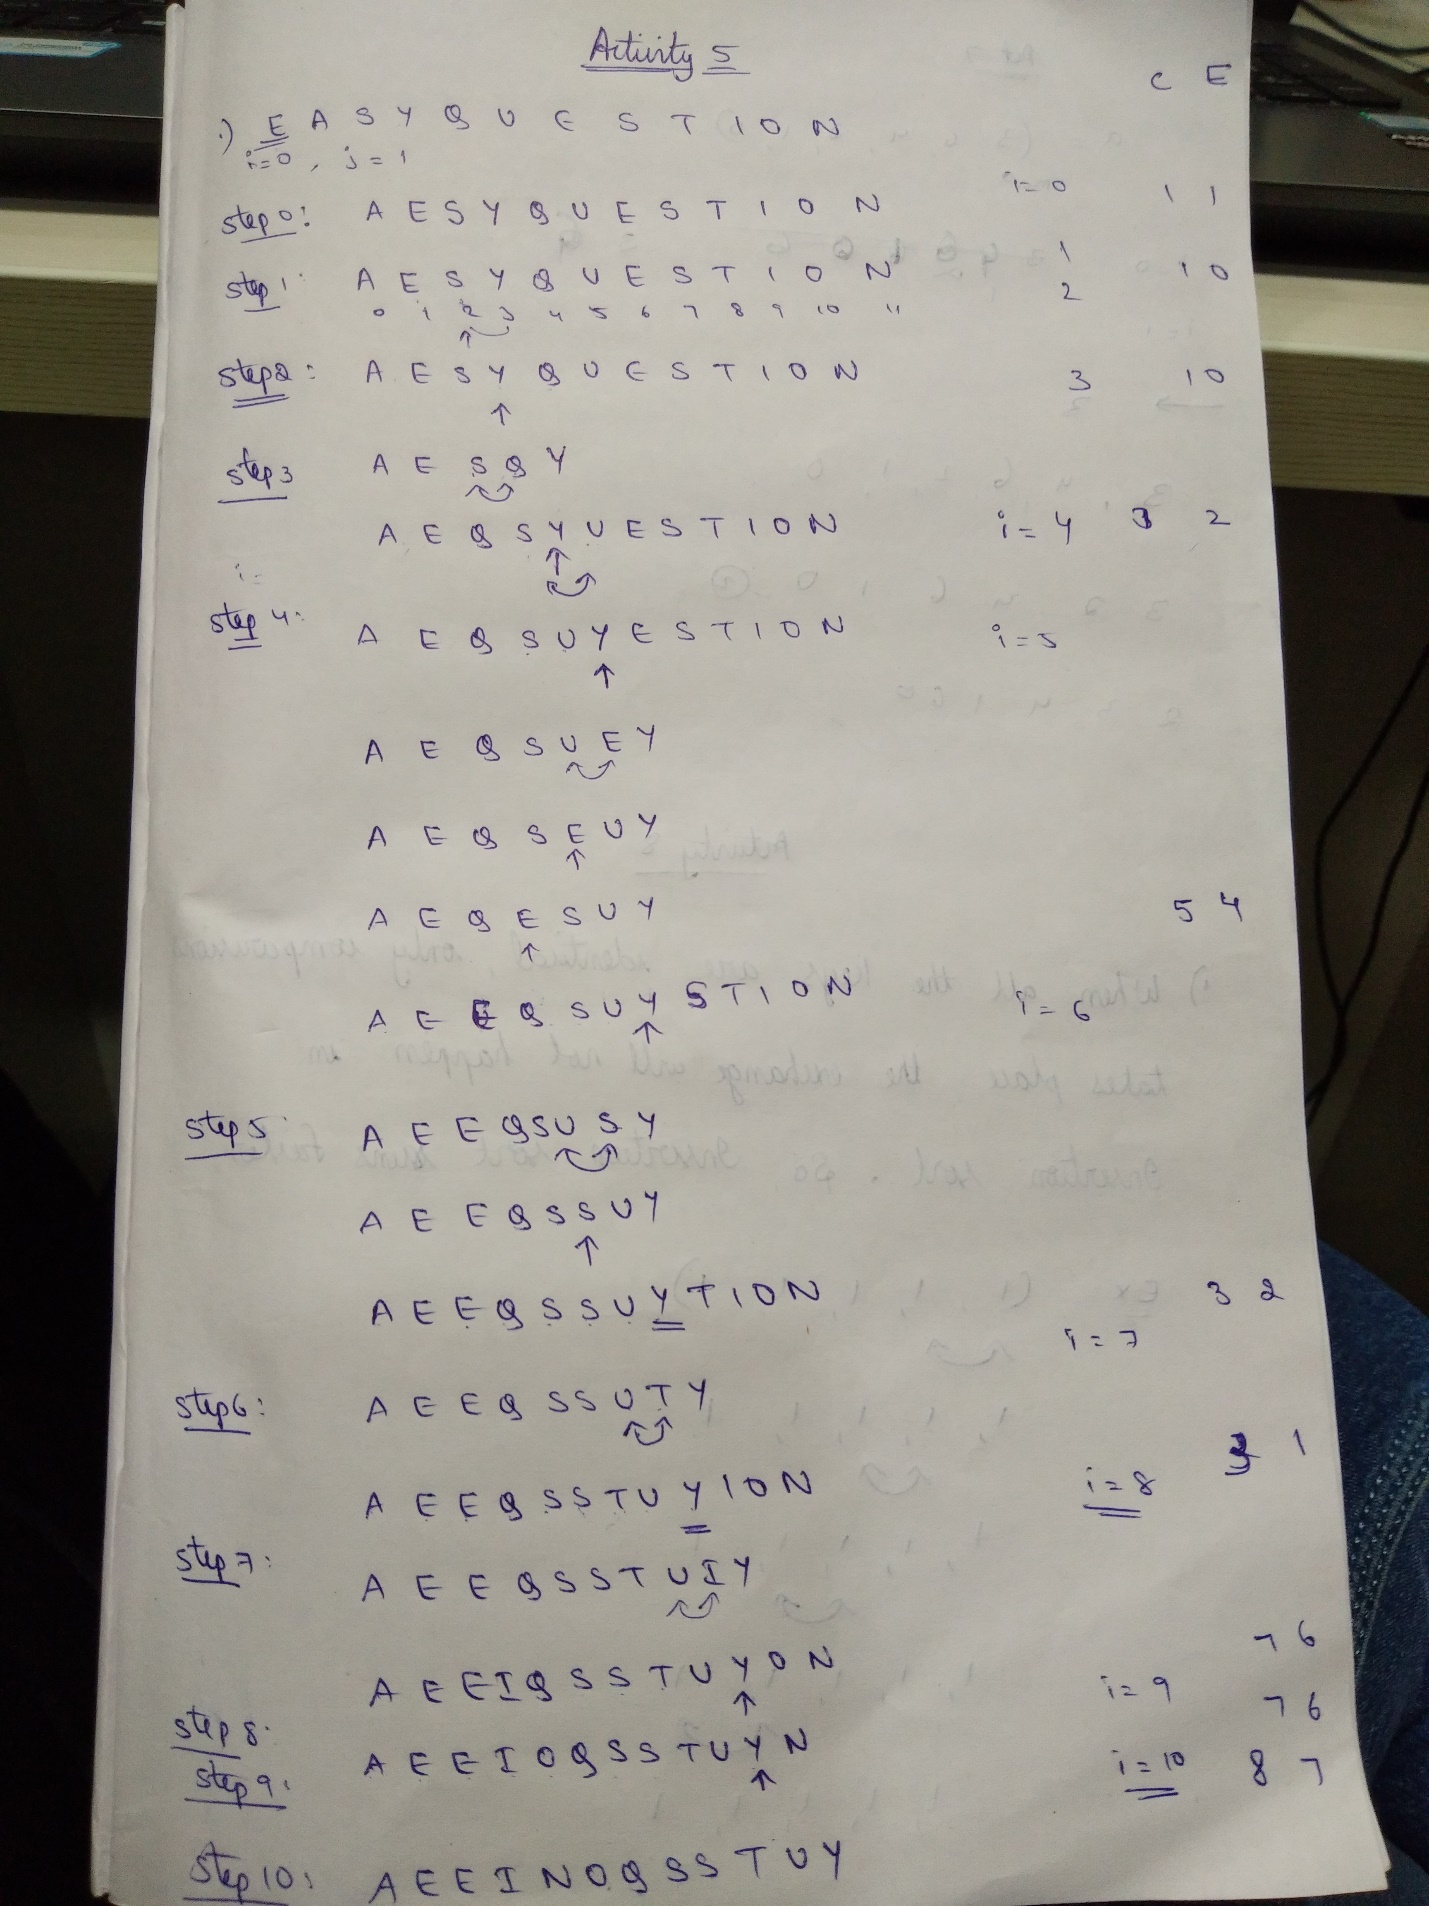 Activity 5
C E
:) E A S Y Q U E S T I O N
i=0, j=1
step 0: A E S Y Q U E S T I O N i=0 1 1
step 1: A E S Y Q U E S T I O N 1 1 0
0 1 2 3 4 5 6 7 8 9 10 11 2
step 2: A E S Y Q U E S T I O N 3 1 0
step 3 A E S Q Y
A E Q S Y U E S T I O N i=4 3 2
i=
step 4: A E Q S U Y E S T I O N i=5
A E Q S U E Y
A E Q S E U Y
A E Q E S U Y 5 4
A E E Q S U Y S T I O N i=6
step 5 A E E Q S U S Y
A E E Q S S U Y
A E E Q S S U Y T I O N 3 2
i=7
step 6: A E E Q S S U T Y
1
A E E Q S S T U Y I O N i=8
step 7: A E E Q S S T U I Y
7 6
A E E I Q S S T U Y O N i=9
step 8: 7 6
A E E I O Q S S T U Y N
step 9: i=10 8 7
Step 10: A E E I N O Q S S T U Y